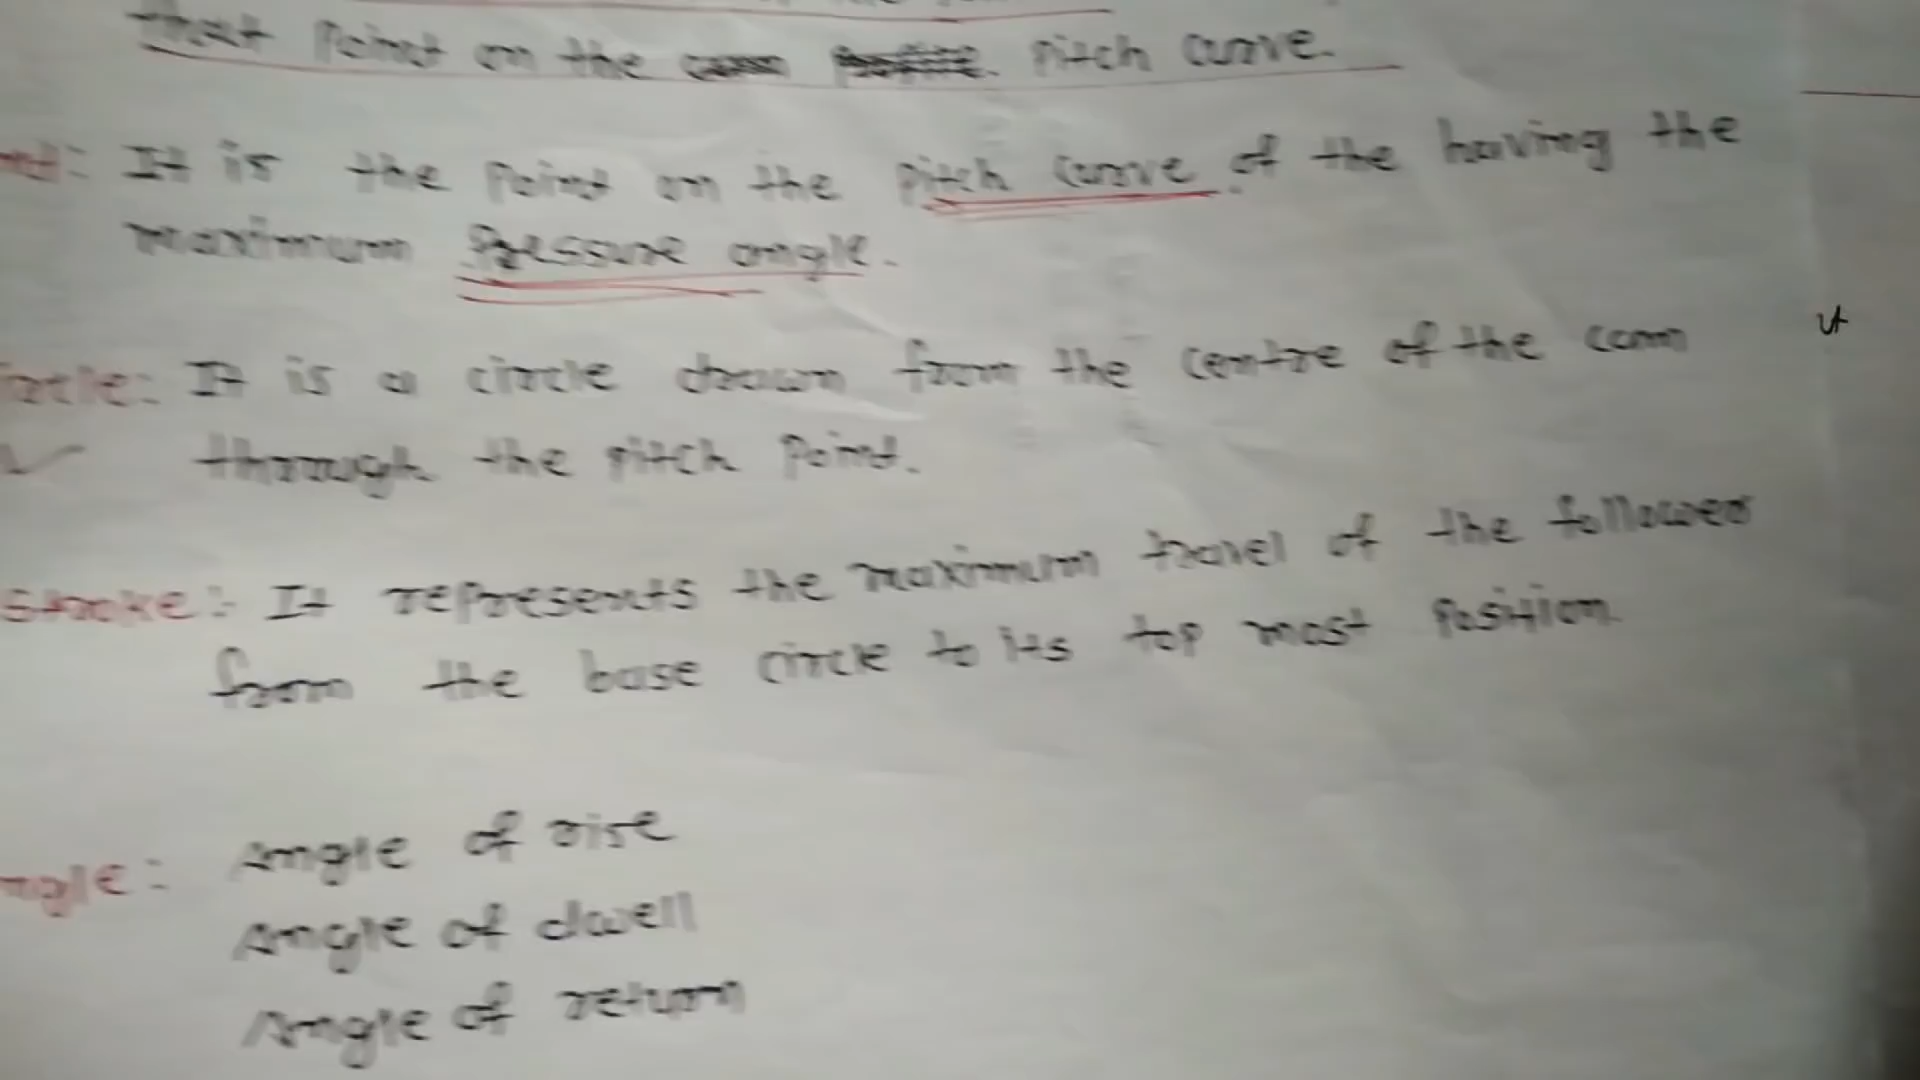 that point on the pitch curve.
It is the point on the pitch curve of the having the
maximum pressure angle.
circle: It is a circle drawn from the centre of the cam
through the pitch point.
Stroke: It represents the maximum travel of the follower
from the base circle to its top most position.
ngle: Angle of rise
Angle of dwell
Angle of return